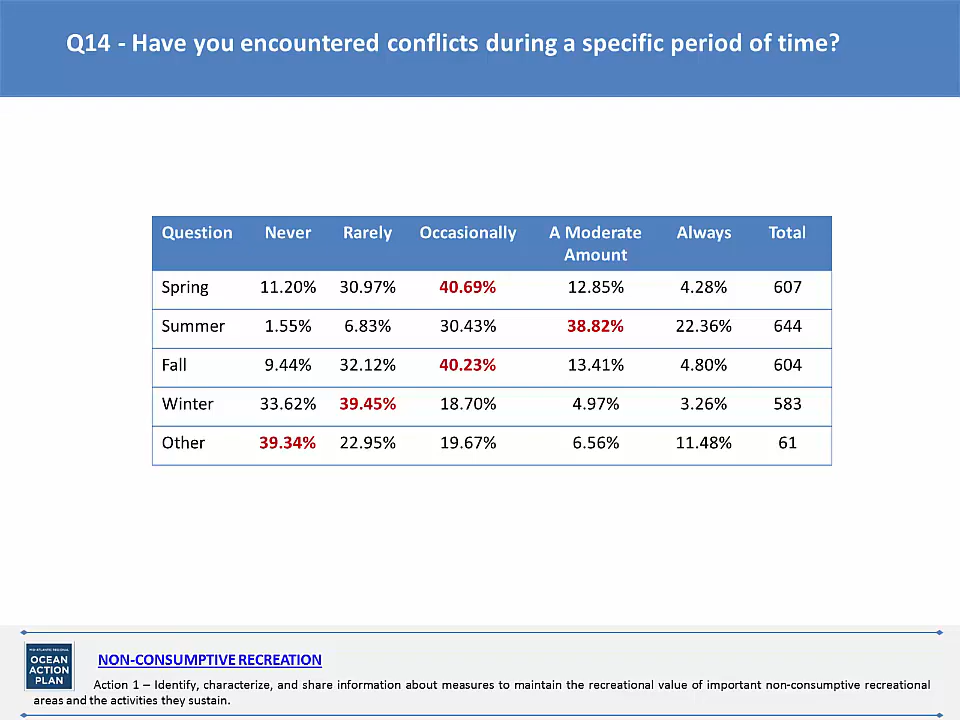 Q14 - Have you encountered conflicts during a specific period of time?
Question Never Rarely Occasionally A Moderate Amount Always Total
Spring 11.20% 30.97% 40.69% 12.85% 4.28% 607
Summer 1.55% 6.83% 30.43% 38.82% 22.36% 644
Fall 9.44% 32.12% 40.23% 13.41% 4.80% 604
Winter 33.62% 39.45% 18.70% 4.97% 3.26% 583
Other 39.34% 22.95% 19.67% 6.56% 11.48% 61
MID-ATLANTIC REGIONAL
OCEAN
ACTION
PLAN
NON-CONSUMPTIVE RECREATION
Action 1 – Identify, characterize, and share information about measures to maintain the recreational value of important non-consumptive recreational
areas and the activities they sustain.